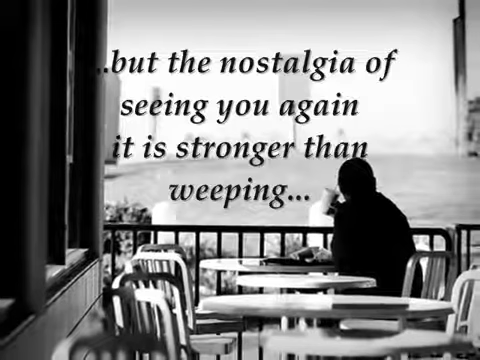 ...but the nostalgia of
seeing you again
it is stronger than
weeping...